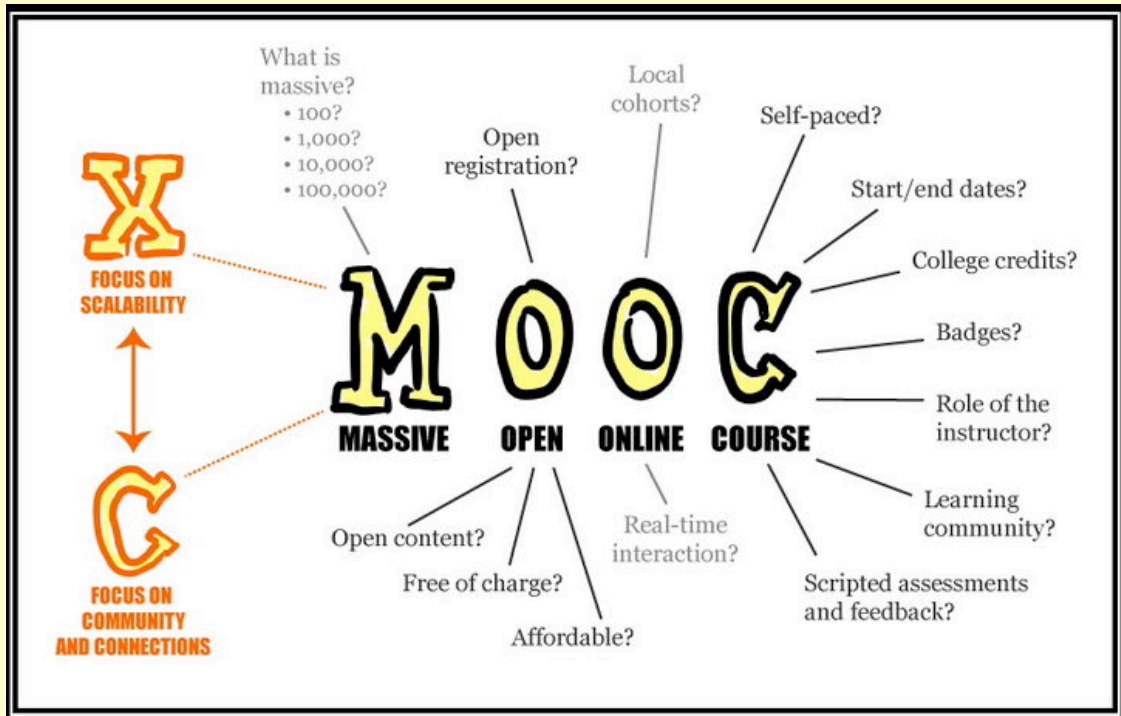 What is
massive?
• 100?
• 1,000?
• 10,000?
• 100,000?
Open
registration?
Local
cohorts?
Self-paced?
Start/end dates?
College credits?
Badges?
Role of the
instructor?
Learning
community?
Scripted assessments
and feedback?
X
FOCUS ON
SCALABILITY
C
FOCUS ON
COMMUNITY
AND CONNECTIONS
MOOC
MASSIVE OPEN ONLINE COURSE
Open content?
Free of charge?
Affordable?
Real-time
interaction?